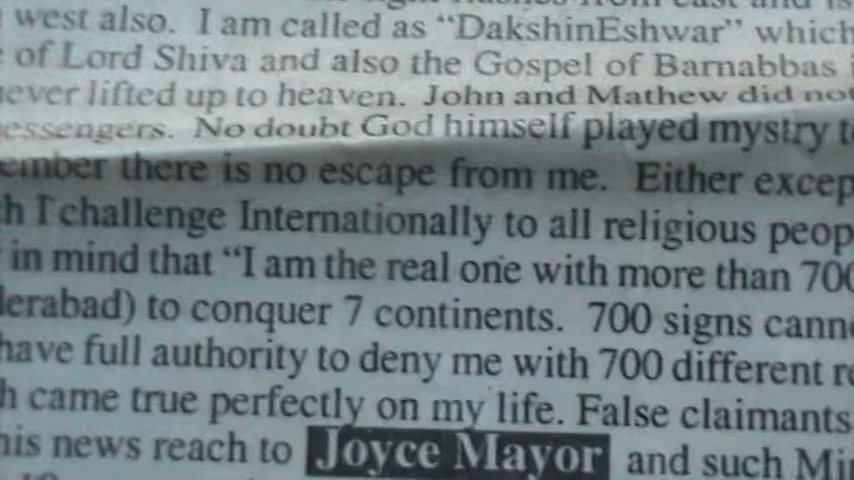 west also. I am called as "DakshinEshwar" which
of Lord Shiva and also the Gospel of Barnabbas
never lifted up to heaven. John and Mathew did not
essengers. No doubt God himself played mystry t
ember there is no escape from me. Either excep
h I challenge Internationally to all religious peop
in mind that "I am the real one with more than 700
derabad) to conquer 7 continents. 700 signs cann
have full authority to deny me with 700 different r
h came true perfectly on my life. False claimants
his news reach to Joyce Mayor and such Min